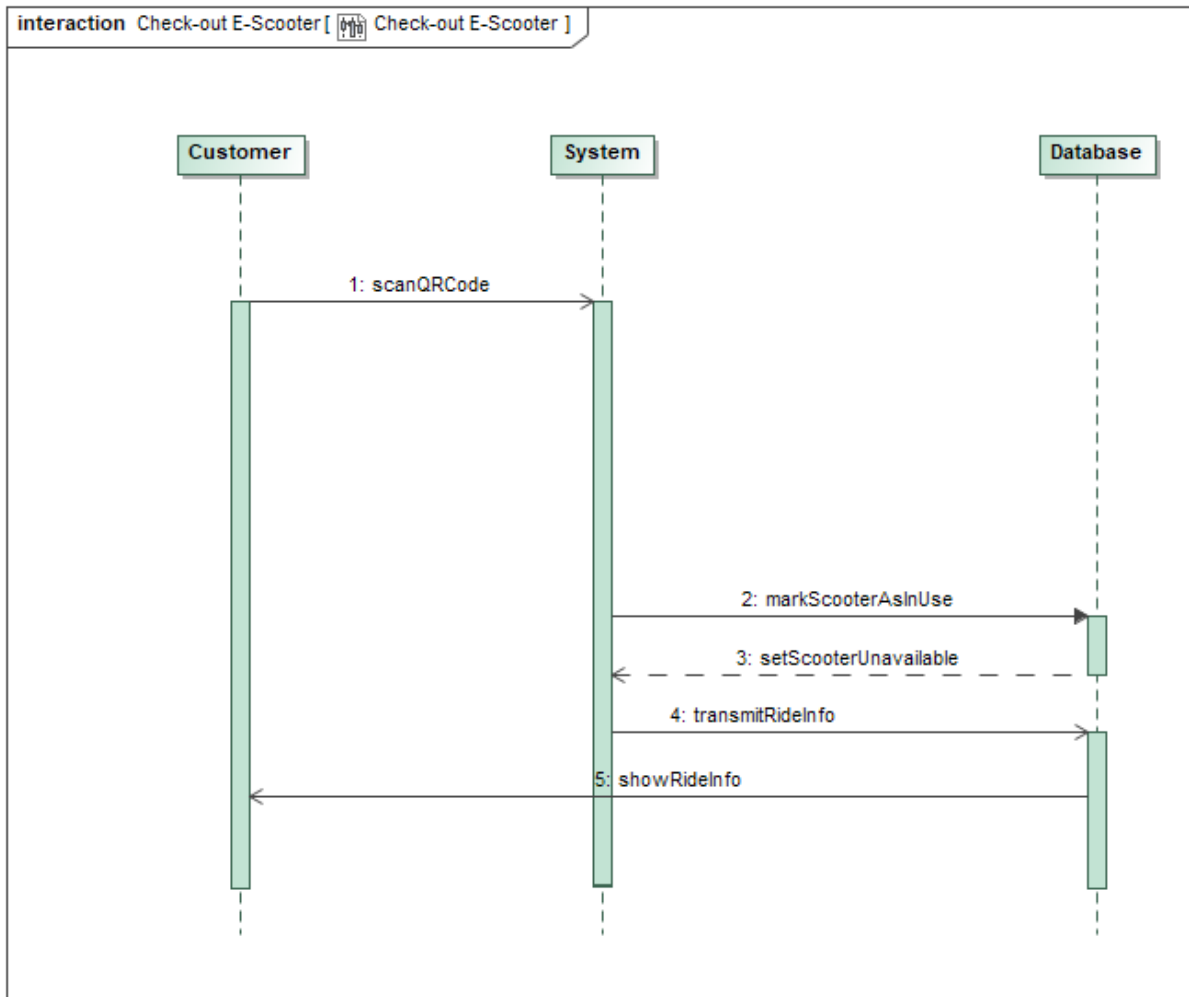 interaction Check-out E-Scooter [ Check-out E-Scooter ]
Customer
System
Database
1: scanQRCode
2: markScooterAsInUse
3: setScooterUnavailable
4: transmitRideInfo
5: showRideInfo